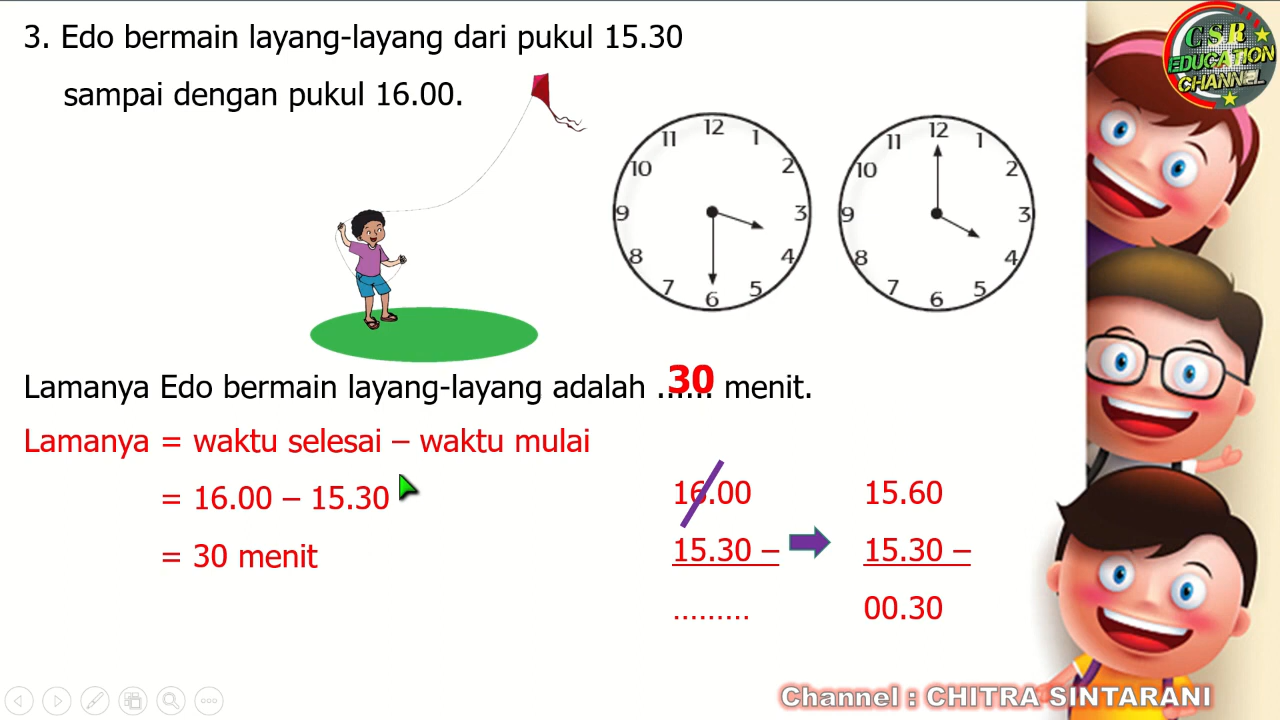 3. Edo bermain layang-layang dari pukul 15.30
sampai dengan pukul 16.00.
12
11 1
10 2
9 3
8 4
7 5
6
12
11 1
10 2
9 3
8 4
7 5
6
Lamanya Edo bermain layang-layang adalah ...30... menit.
Lamanya = waktu selesai – waktu mulai
= 16.00 – 15.30
= 30 menit
16.00
15.30 –
.........
15.60
15.30 –
00.30
CSR
EDUCATION
CHANNEL
Channel : CHITRA SINTARANI